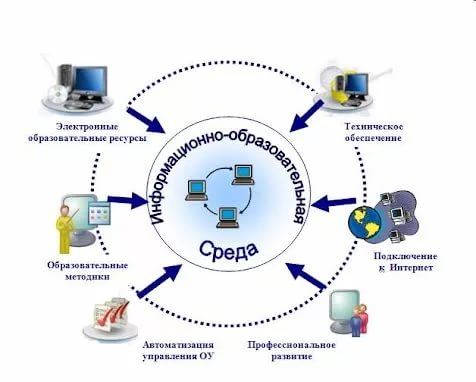 Электронные
образовательные ресурсы
Техническое
обеспечение
Информационно-образовательная
Среда
Образовательные
методики
Подключение
к Интернет
Автоматизация
управления ОУ
Профессиональное
развитие